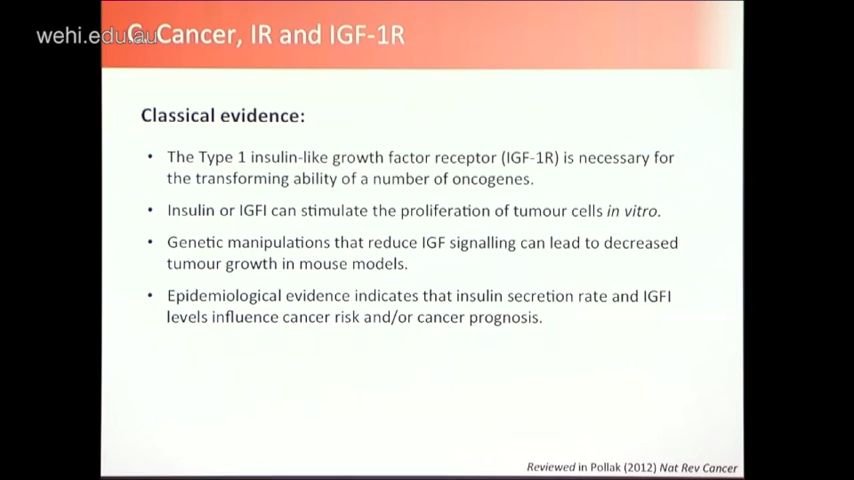 wehi.edu.au
C. Cancer, IR and IGF-1R
Classical evidence:
• The Type 1 insulin-like growth factor receptor (IGF-1R) is necessary for
the transforming ability of a number of oncogenes.
• Insulin or IGFI can stimulate the proliferation of tumour cells in vitro.
• Genetic manipulations that reduce IGF signalling can lead to decreased
tumour growth in mouse models.
• Epidemiological evidence indicates that insulin secretion rate and IGFI
levels influence cancer risk and/or cancer prognosis.
Reviewed in Pollak (2012) Nat Rev Cancer